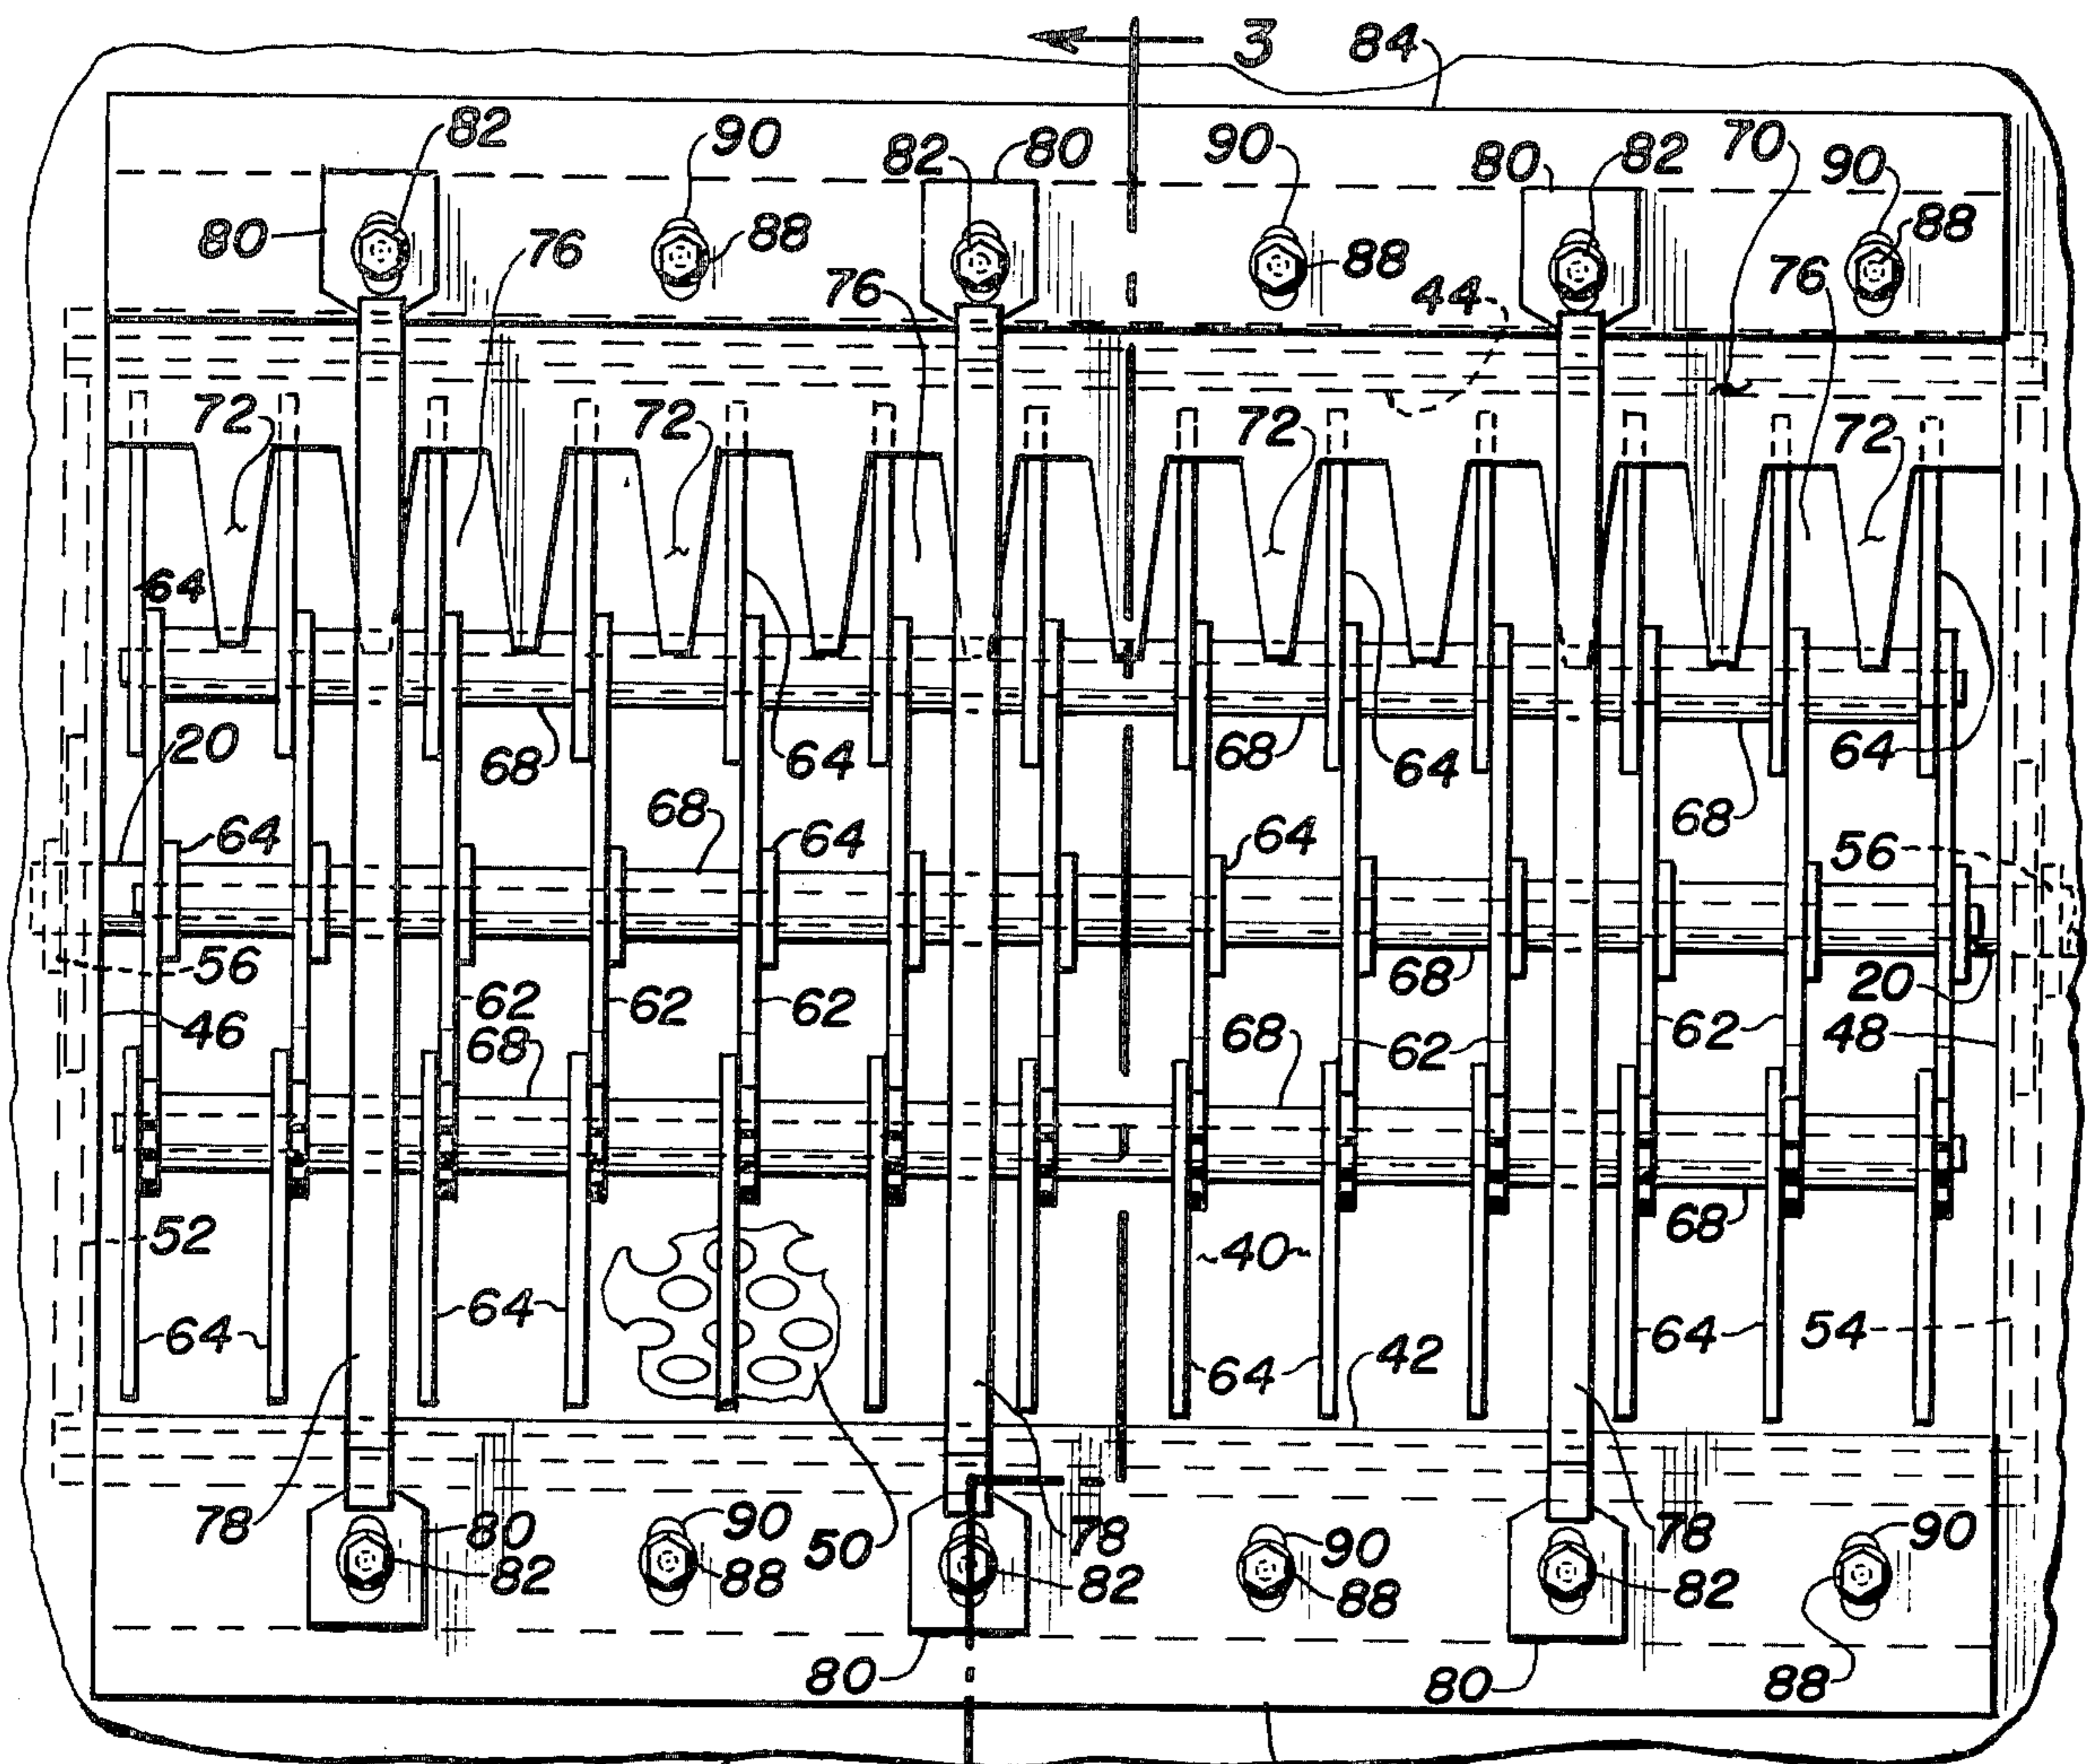 3 84
82 90 82 80 90 80 82 70 90
80 76 88 76 88 44 76 88
72 72 72 72
64
20 68 64 68 64 68 64
64 68 64 64 56
56 62 62 62 68 20
46 68 68 62 62 48
52 40 68
64 64 64 42 64 54
78 80 90 50 78 90 78 90
82 88 82 88 82
80 80 88